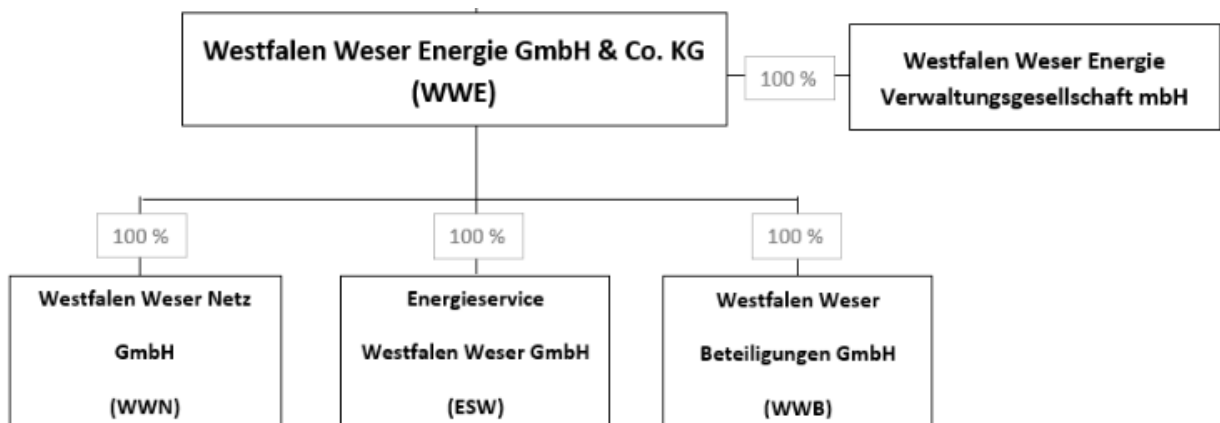 Westfalen Weser Energie GmbH & Co. KG
(WWE)
100 %
Westfalen Weser Energie
Verwaltungsgesellschaft mbH
100 %
100 %
100 %
Westfalen Weser Netz
GmbH
(WWN)
Energieservice
Westfalen Weser GmbH
(ESW)
Westfalen Weser
Beteiligungen GmbH
(WWB)